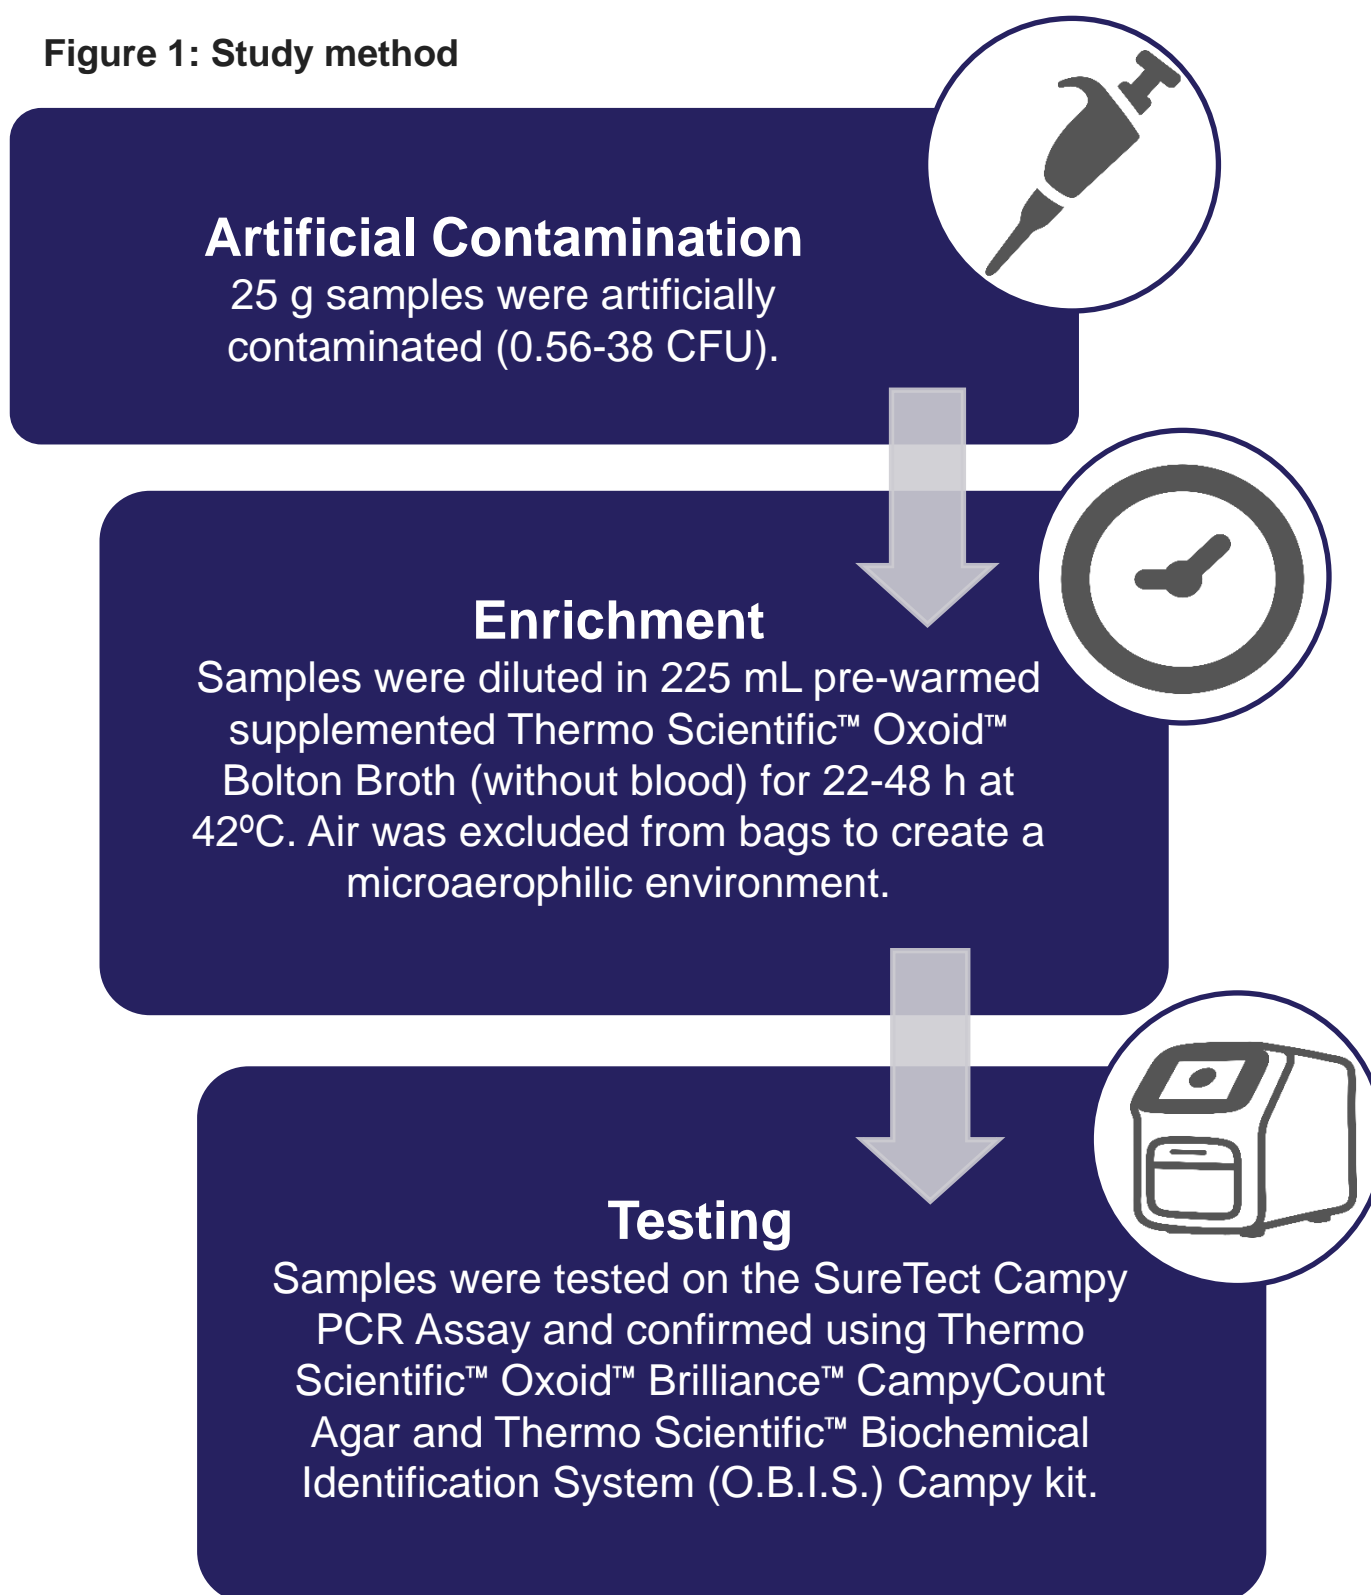 Figure 1: Study method
Artificial Contamination
25 g samples were artificially
contaminated (0.56-38 CFU).
Enrichment
Samples were diluted in 225 mL pre-warmed
supplemented Thermo Scientific™ Oxoid™
Bolton Broth (without blood) for 22-48 h at
42ºC. Air was excluded from bags to create a
microaerophilic environment.
Testing
Samples were tested on the SureTect Campy
PCR Assay and confirmed using Thermo
Scientific™ Oxoid™ Brilliance™ CampyCount
Agar and Thermo Scientific™ Biochemical
Identification System (O.B.I.S.) Campy kit.